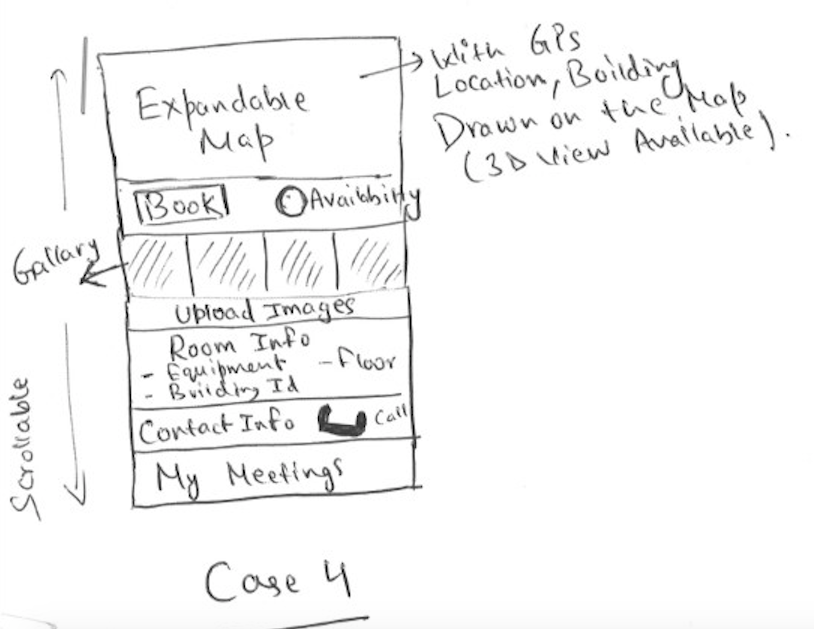 Expandable
Map
With GPS
Location, Building
Drawn on the Map
(3D View Available).
Book
Availability
Gallary
Upload Images
Room Info
- Equipment
- Floor
- Building Id
Contact Info
Call
My Meetings
Scrollable
Case 4